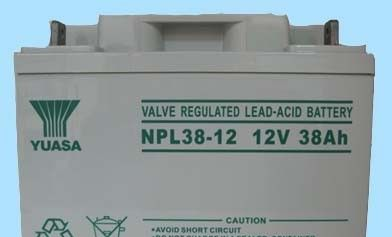 VALVE REGULATED LEAD-ACID BATTERY
NPL38-12 12V 38Ah
YUASA
CAUTION
•AVOID SHORT CIRCUIT